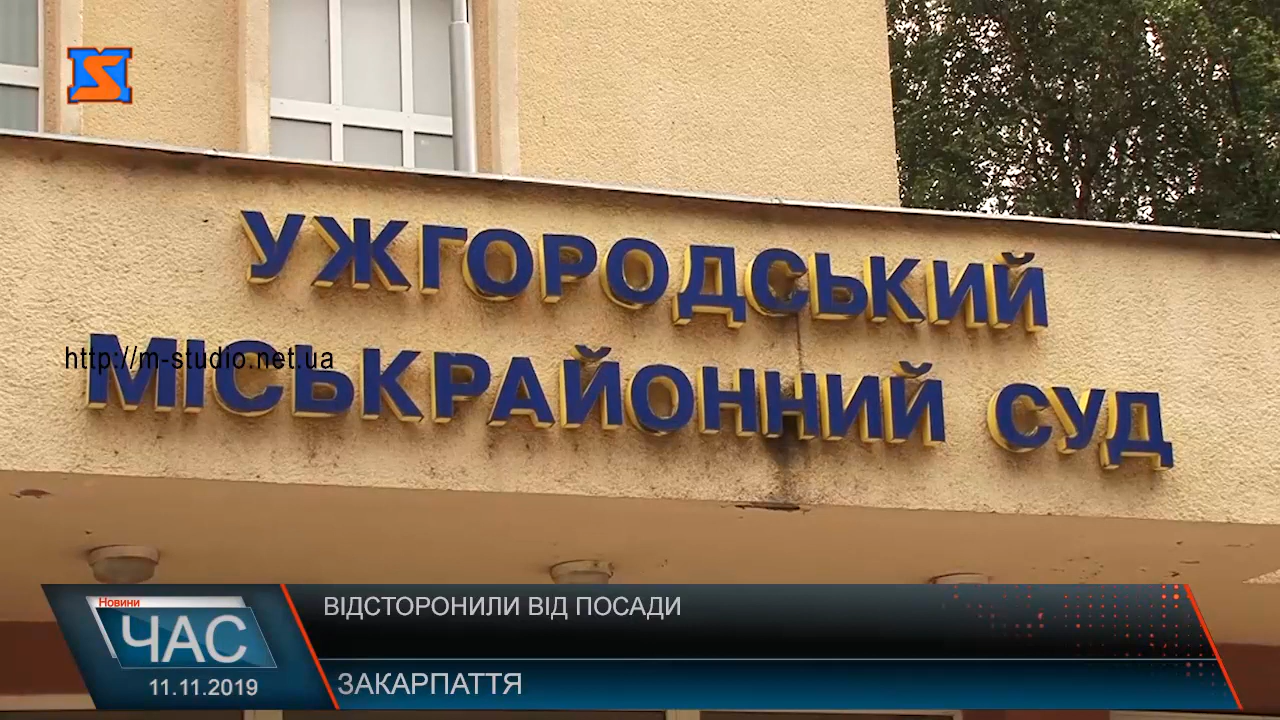 УЖГОРОДСЬКИЙ
МІСЬКРАЙОННИЙ СУД
http://m-studio.net.ua
Новини
ЧАС
11.11.2019
ВІДСТОРОНИЛИ ВІД ПОСАДИ
ЗАКАРПАТТЯ